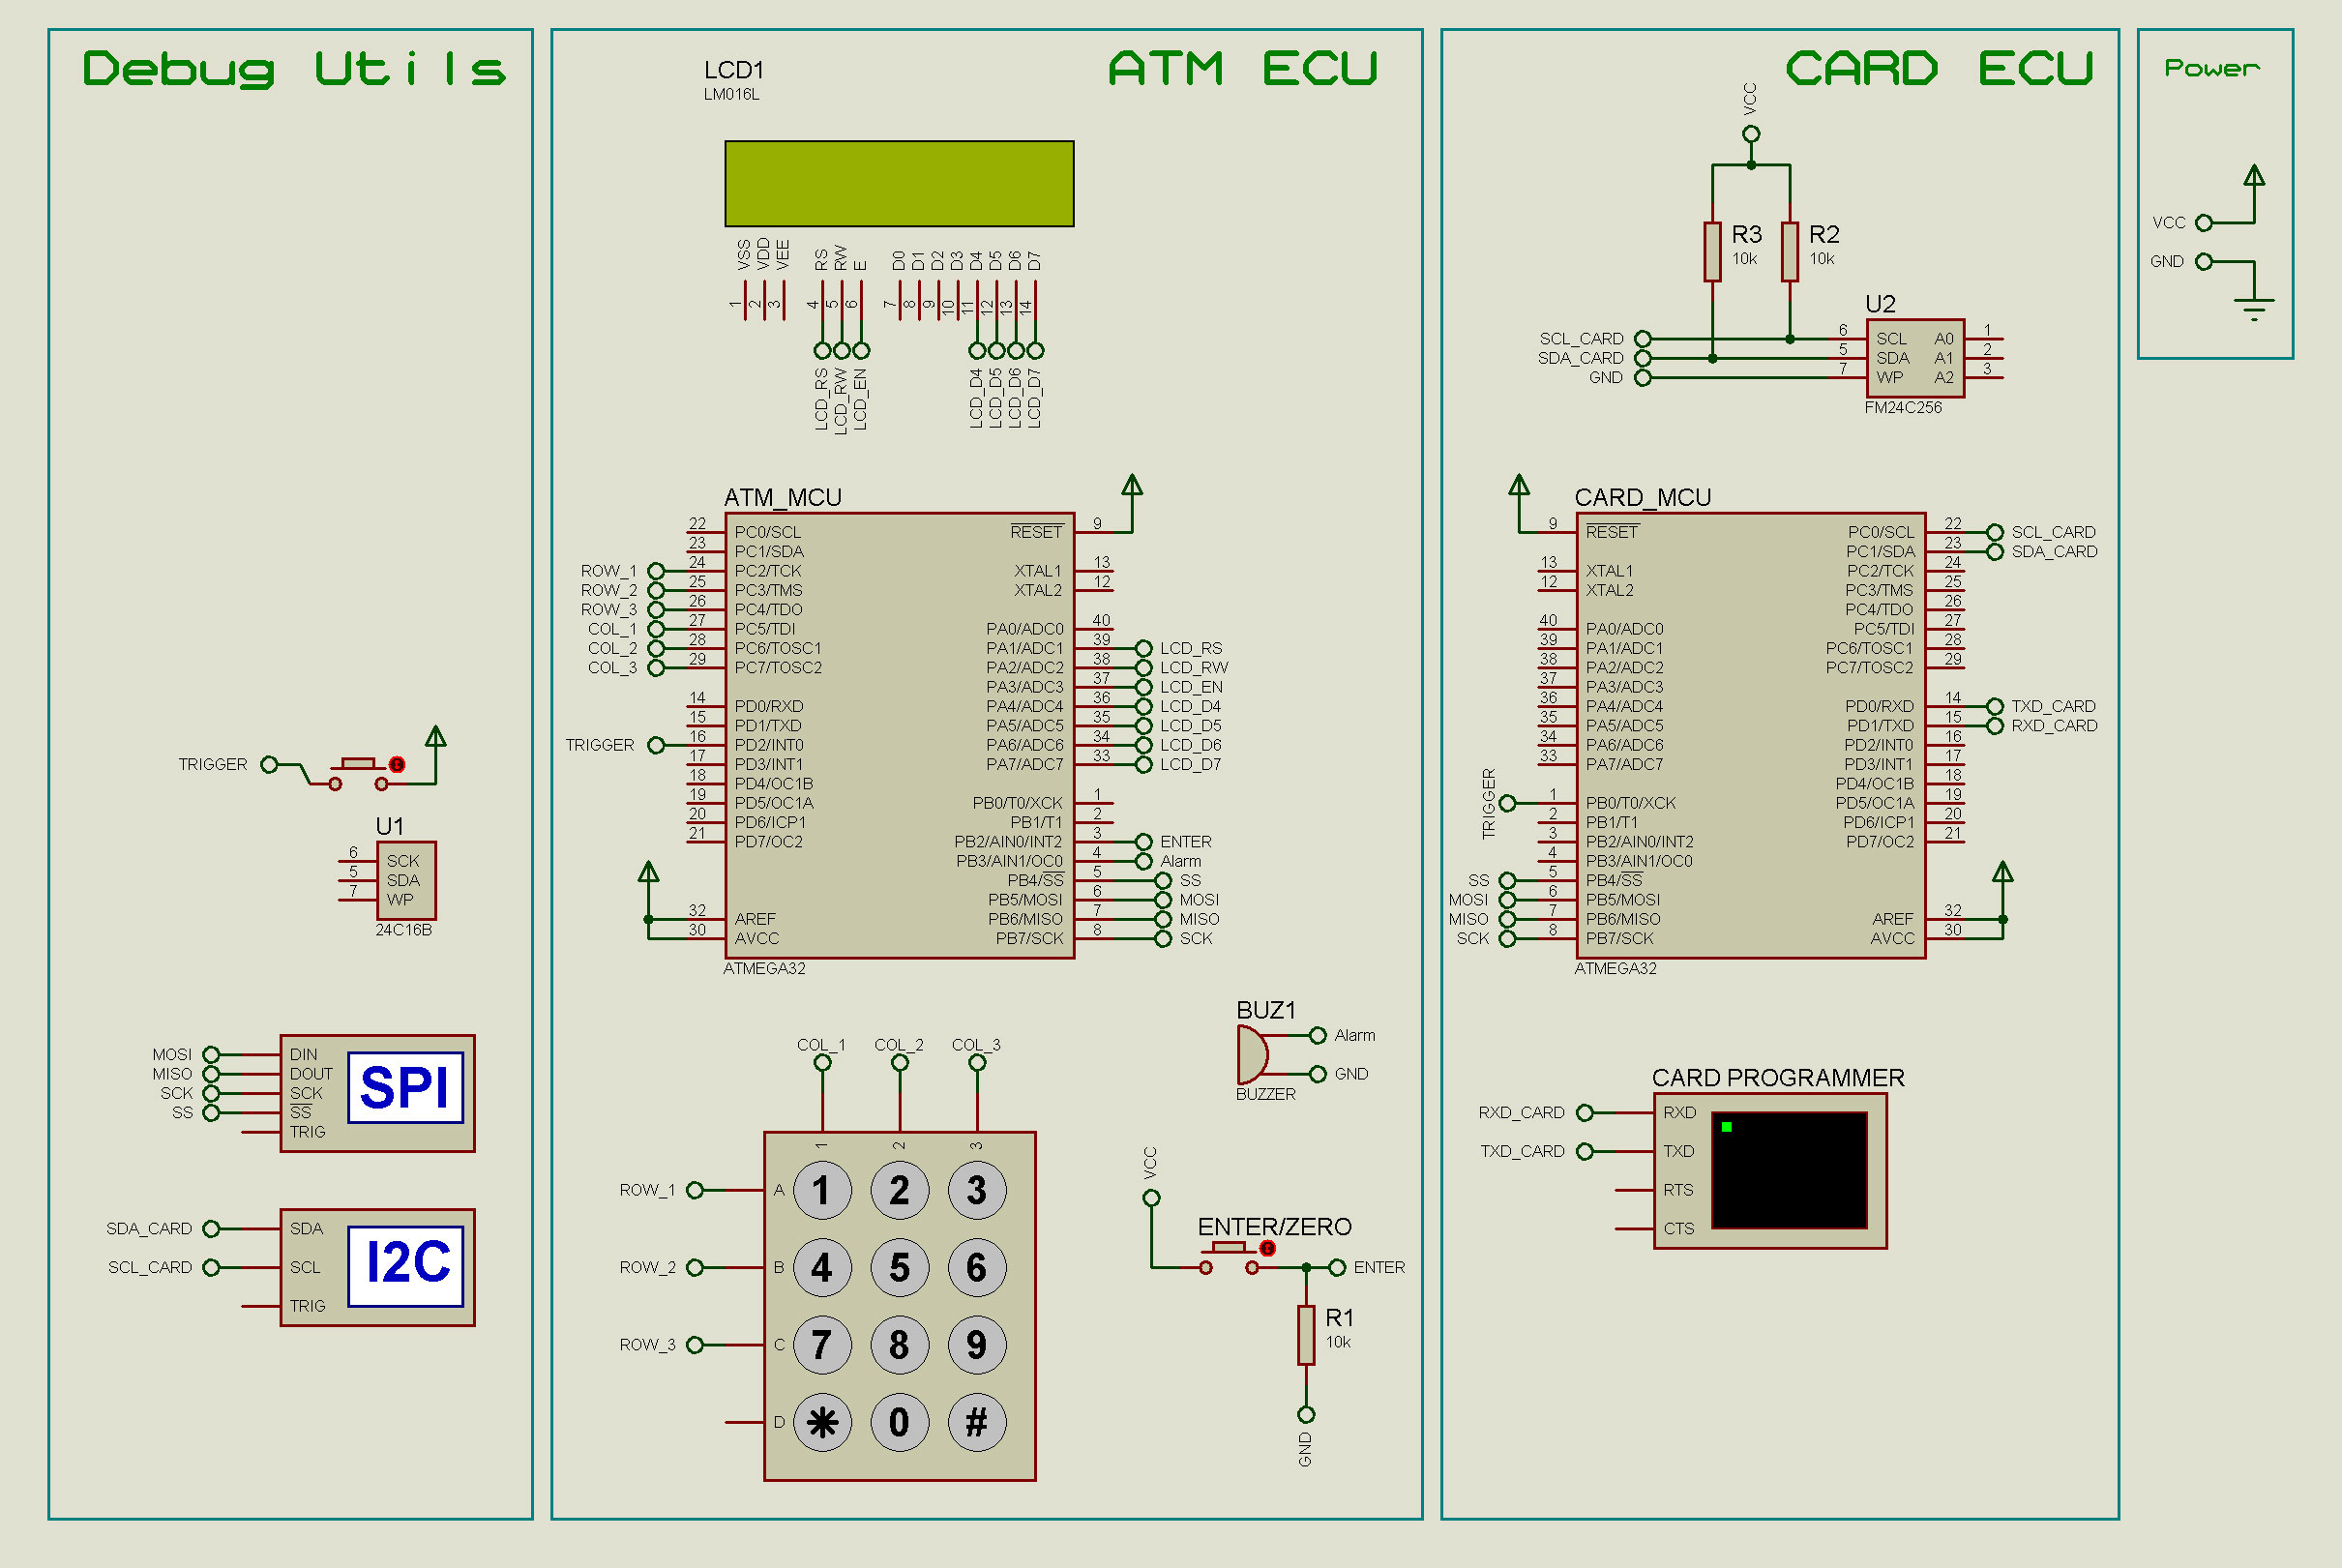 Debug Utils
TRIGGER
U1
6 SCK
5 SDA
7 WP
24C16B
MOSI DIN
MISO DOUT
SCK SCK
SS SS
TRIG
SPI
SDA_CARD SDA
SCL_CARD SCL
TRIG
I2C
ATM ECU
LCD1
LM016L
VSS VDD VEE RS RW E D0 D1 D2 D3 D4 D5 D6 D7
1 2 3 4 5 6 7 8 9 10 11 12 13 14
LCD_RS LCD_RW LCD_EN LCD_D4 LCD_D5 LCD_D6 LCD_D7
ATM_MCU
22 PC0/SCL
23 PC1/SDA
ROW_1 24 PC2/TCK
ROW_2 25 PC3/TMS
ROW_3 26 PC4/TDO
COL_1 27 PC5/TDI
COL_2 28 PC6/TOSC1
COL_3 29 PC7/TOSC2
14 PD0/RXD
15 PD1/TXD
TRIGGER 16 PD2/INT0
17 PD3/INT1
18 PD4/OC1B
19 PD5/OC1A
20 PD6/ICP1
21 PD7/OC2
32 AREF
30 AVCC
RESET 9
XTAL1 13
XTAL2 12
PA0/ADC0 40
PA1/ADC1 39 LCD_RS
PA2/ADC2 38 LCD_RW
PA3/ADC3 37 LCD_EN
PA4/ADC4 36 LCD_D4
PA5/ADC5 35 LCD_D5
PA6/ADC6 34 LCD_D6
PA7/ADC7 33 LCD_D7
PB0/T0/XCK 1
PB1/T1 2
PB2/AIN0/INT2 3 ENTER
PB3/AIN1/OC0 4 Alarm
PB4/SS 5 SS
PB5/MOSI 6 MOSI
PB6/MISO 7 MISO
PB7/SCK 8 SCK
ATMEGA32
BUZ1
Alarm
GND
BUZZER
COL_1 COL_2 COL_3
1 2 3
ROW_1 A 1 2 3
ROW_2 B 4 5 6
ROW_3 C 7 8 9
D * 0 #
VCC
ENTER/ZERO
ENTER
R1
10k
GND
CARD ECU
VCC
R3
10k
R2
10k
U2
SCL_CARD 6 SCL A0 1
SDA_CARD 5 SDA A1 2
GND 7 WP A2 3
FM24C256
CARD_MCU
9 RESET
13 XTAL1
12 XTAL2
40 PA0/ADC0
39 PA1/ADC1
38 PA2/ADC2
37 PA3/ADC3
36 PA4/ADC4
35 PA5/ADC5
34 PA6/ADC6
33 PA7/ADC7
TRIGGER 1 PB0/T0/XCK
2 PB1/T1
3 PB2/AIN0/INT2
4 PB3/AIN1/OC0
SS 5 PB4/SS
MOSI 6 PB5/MOSI
MISO 7 PB6/MISO
SCK 8 PB7/SCK
PC0/SCL 22 SCL_CARD
PC1/SDA 23 SDA_CARD
PC2/TCK 24
PC3/TMS 25
PC4/TDO 26
PC5/TDI 27
PC6/TOSC1 28
PC7/TOSC2 29
PD0/RXD 14 TXD_CARD
PD1/TXD 15 RXD_CARD
PD2/INT0 16
PD3/INT1 17
PD4/OC1B 18
PD5/OC1A 19
PD6/ICP1 20
PD7/OC2 21
AREF 32
AVCC 30
ATMEGA32
CARD PROGRAMMER
RXD_CARD RXD
TXD_CARD TXD
RTS
CTS
Power
VCC
GND